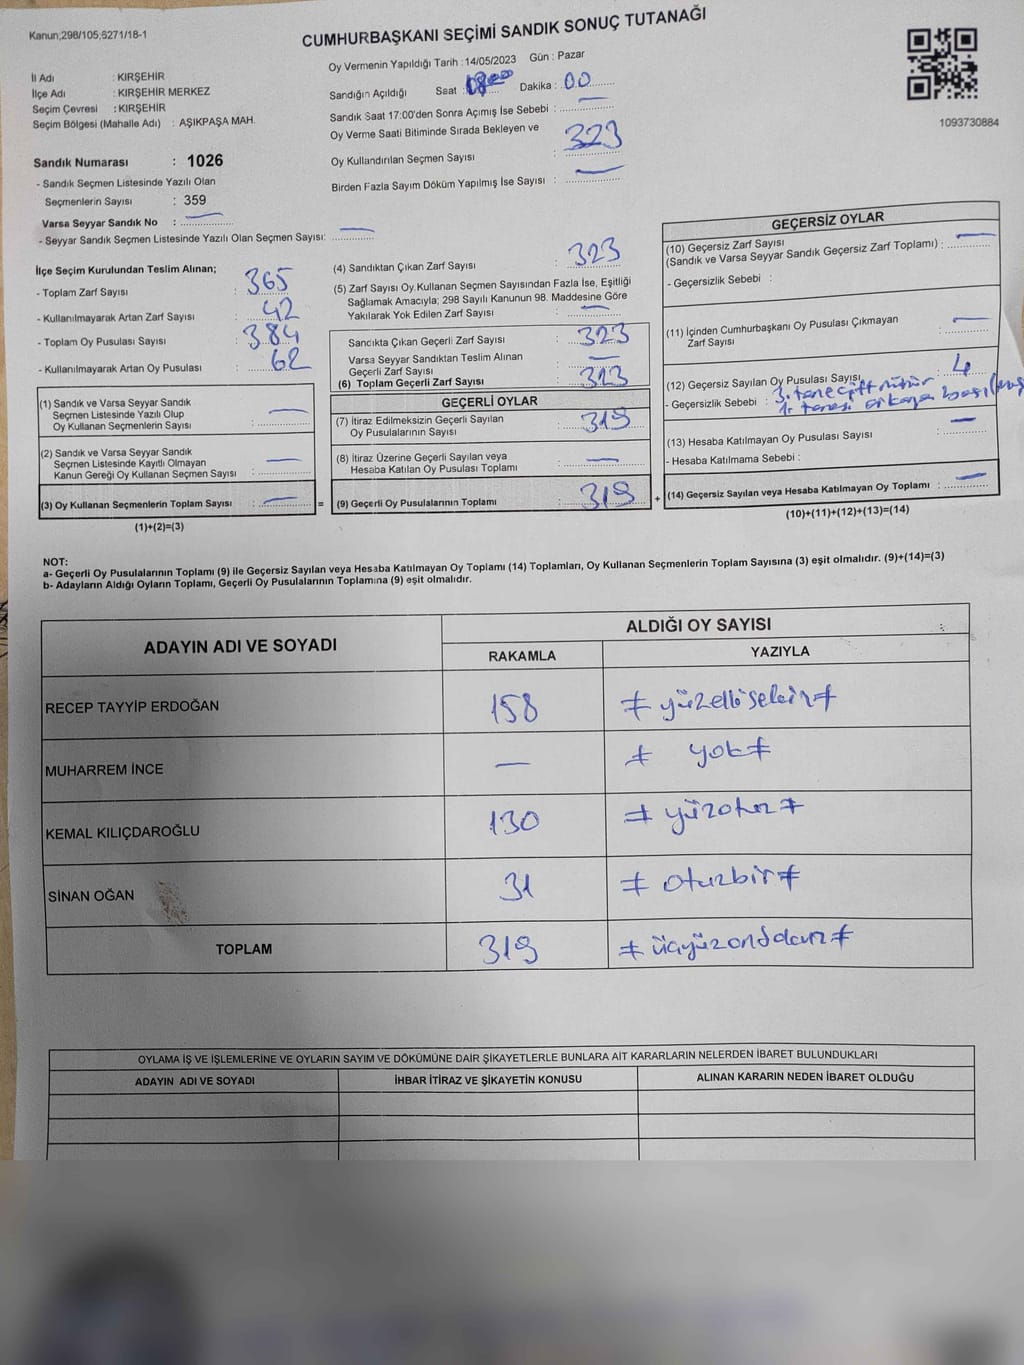 Kanun;298/105,6271/18-1
CUMHURBAŞKANI SEÇİMİ SANDIK SONUÇ TUTANAĞI
İl Adı : KIRŞEHİR
İlçe Adı : KIRŞEHİR MERKEZ
Seçim Çevresi : KIRŞEHİR
Seçim Bölgesi (Mahalle Adı) : AŞIKPAŞA MAH.
Sandık Numarası : 1026
- Sandık Seçmen Listesinde Yazılı Olan
Seçmenlerin Sayısı : 359
Varsa Seyyar Sandık No : —
- Seyyar Sandık Seçmen Listesinde Yazılı Olan Seçmen Sayısı: —
Oy Vermenin Yapıldığı Tarih :14/05/2023 Gün : Pazar
Sandığın Açıldığı Saat : Dakika : 00
Sandık Saat 17:00'den Sonra Açımış İse Sebebi : —
Oy Verme Saati Bitiminde Sırada Bekleyen ve
Oy Kullandırılan Seçmen Sayısı : 323
Birden Fazla Sayım Döküm Yapılmış İse Sayısı : —
1093730884
İlçe Seçim Kurulundan Teslim Alınan;
- Toplam Zarf Sayısı : 365
- Kullanılmayarak Artan Zarf Sayısı : 42
- Toplam Oy Pusulası Sayısı : 384
- Kullanılmayarak Artan Oy Pusulası : 62
(1) Sandık ve Varsa Seyyar Sandık
Seçmen Listesinde Yazılı Olup
Oy Kullanan Seçmenlerin Sayısı : —
(2) Sandık ve Varsa Seyyar Sandık
Seçmen Listesinde Kayıtlı Olmayan
Kanun Gereği Oy Kullanan Seçmen Sayısı : —
(3) Oy Kullanan Seçmenlerin Toplam Sayısı : — =
(1)+(2)=(3)
(4) Sandıktan Çıkan Zarf Sayısı : 323
(5) Zarf Sayısı Oy Kullanan Seçmen Sayısından Fazla İse, Eşitliği
Sağlamak Amacıyla; 298 Sayılı Kanunun 98. Maddesine Göre
Yakılarak Yok Edilen Zarf Sayısı : —
Sandıkta Çıkan Geçerli Zarf Sayısı : 323
Varsa Seyyar Sandıktan Teslim Alınan
Geçerli Zarf Sayısı : —
(6) Toplam Geçerli Zarf Sayısı : 323
GEÇERLİ OYLAR
(7) İtiraz Edilmeksizin Geçerli Sayılan
Oy Pusulalarının Sayısı : 319
(8) İtiraz Üzerine Geçerli Sayılan veya
Hesaba Katılan Oy Pusulası Toplamı : —
(9) Geçerli Oy Pusulalarının Toplamı : 319 +
GEÇERSİZ OYLAR
(10) Geçersiz Zarf Sayısı
(Sandık ve Varsa Seyyar Sandık Geçersiz Zarf Toplamı) : —
- Geçersizlik Sebebi :
(11) İçinden Cumhurbaşkanı Oy Pusulası Çıkmayan
Zarf Sayısı : —
(12) Geçersiz Sayılan Oy Pusulası Sayısı : 4
- Geçersizlik Sebebi : 3. tane çift mühür
1. tanesi arkaya
(13) Hesaba Katılmayan Oy Pusulası Sayısı : —
- Hesaba Katılmama Sebebi :
(14) Geçersiz Sayılan veya Hesaba Katılmayan Oy Toplamı : —
(10)+(11)+(12)+(13)=(14)
NOT:
a- Geçerli Oy Pusulalarının Toplamı (9) ile Geçersiz Sayılan veya Hesaba Katılmayan Oy Toplamı (14) Toplamları, Oy Kullanan Seçmenlerin Toplam Sayısına (3) eşit olmalıdır. (9)+(14)=(3)
b- Adayların Aldığı Oyların Toplamı, Geçerli Oy Pusulalarının Toplamına (9) eşit olmalıdır.
ADAYIN ADI VE SOYADI ALDIĞI OY SAYISI
RAKAMLA YAZIYLA
RECEP TAYYİP ERDOĞAN 158 # yüzellisekiz #
MUHARREM İNCE — # yok #
KEMAL KILIÇDAROĞLU 130 # yüzotuz #
SİNAN OĞAN 31 # otuzbir #
TOPLAM 319 # üçyüzondokuz #
OYLAMA İŞ VE İŞLEMLERİNE VE OYLARIN SAYIM VE DÖKÜMÜNE DAİR ŞİKAYETLERLE BUNLARA AİT KARARLARIN NELERDEN İBARET BULUNDUKLARI
ADAYIN ADI VE SOYADI İHBAR İTİRAZ VE ŞİKAYETİN KONUSU ALINAN KARARIN NEDEN İBARET OLDUĞU